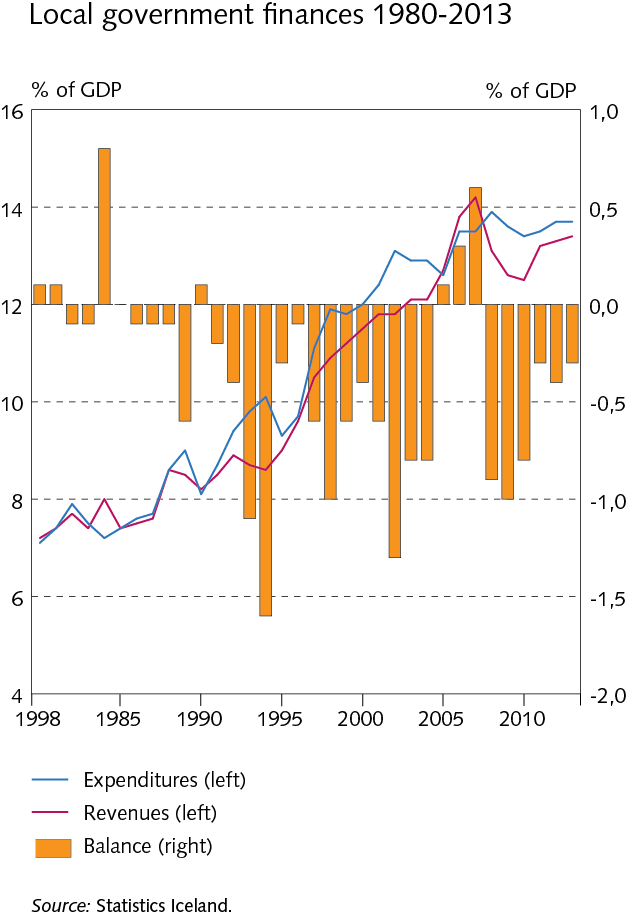 Local government finances 1980-2013
% of GDP % of GDP
16 1,0
14 0,5
12 0,0
10 -0,5
8 -1,0
6 -1,5
4 -2,0
1998 1985 1990 1995 2000 2005 2010
Expenditures (left)
Revenues (left)
Balance (right)
Source: Statistics Iceland.